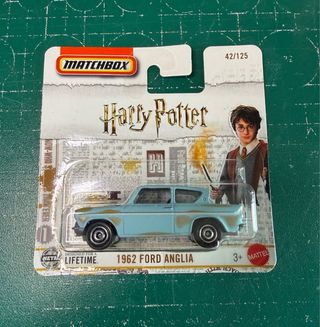 MATCHBOX
42/125
Harry Potter
LIFETIME
1962 FORD ANGLIA
3+
MATTEL